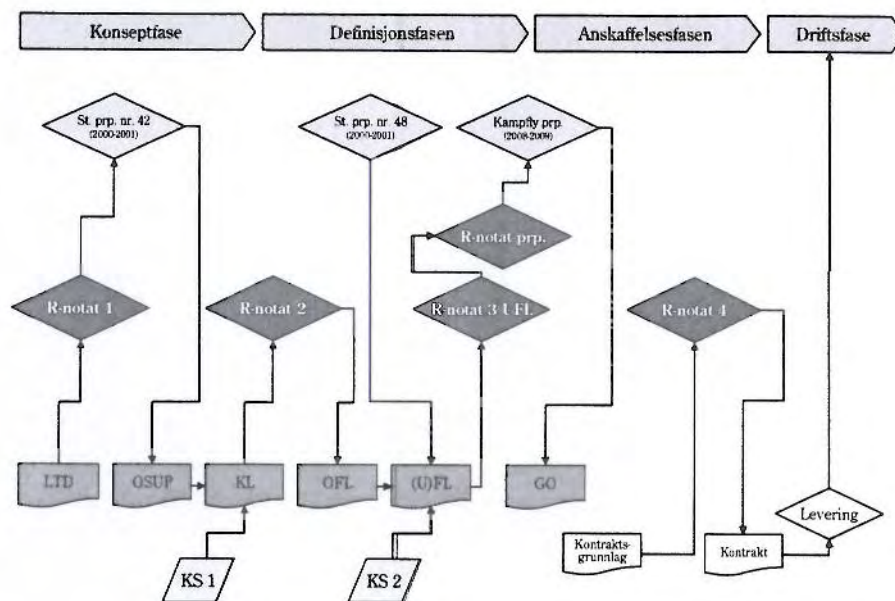 Konseptfase
Definisjonsfasen
Anskaffelsesfasen
Driftsfase
St. prp. nr. 42
(2000-2001)
St. prp. nr. 48
(2000-2001)
Kampfly prp.
(2008-2009)
R-notat prp.
R-notat 1
R-notat 2
R-notat 3 UFL
R-notat 4
LTD
OSUP
KL
OFL
(U)FL
GO
Levering
Kontrakts-
grunnlag
Kontrakt
KS 1
KS 2